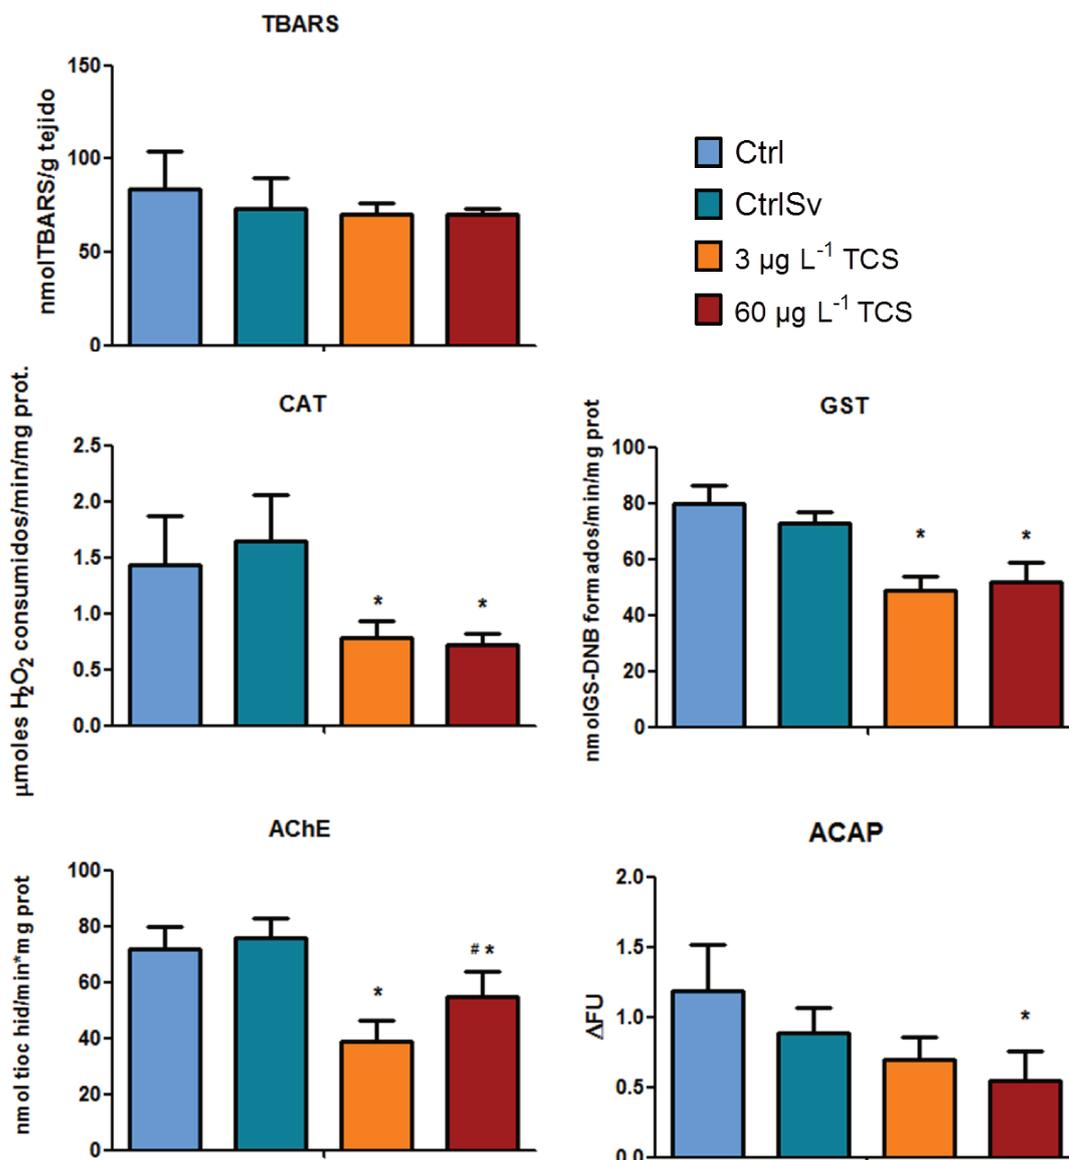 TBARS
nmolTBARS/g tejido
150
100
50
0
Ctrl
CtrlSv
3 µg L⁻¹ TCS
60 µg L⁻¹ TCS
CAT
µmoles H₂O₂ consumidos/min/mg prot.
2.5
2.0
1.5
1.0
0.5
0.0
*
*
GST
nmolGS-DNB formados/min/mg prot
100
80
60
40
20
0
*
*
AChE
nmol tioc hid/min*mg prot
100
80
60
40
20
0
*
# *
ACAP
ΔFU
2.0
1.5
1.0
0.5
0.0
*